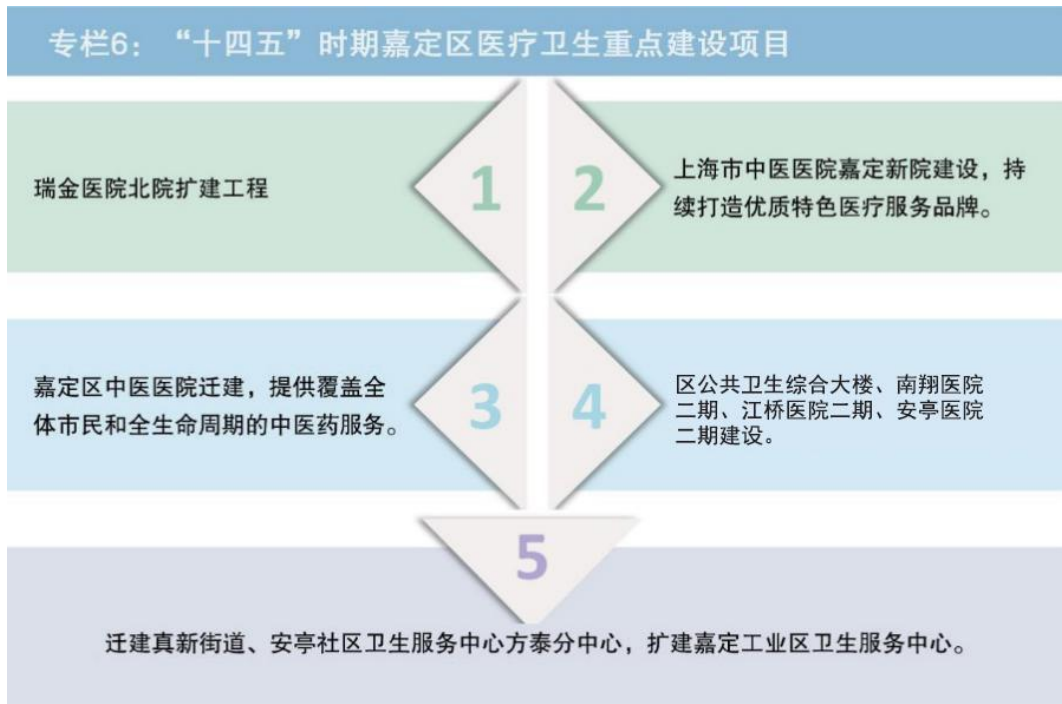 专栏6：“十四五”时期嘉定区医疗卫生重点建设项目
瑞金医院北院扩建工程
1
2
上海市中医医院嘉定新院建设，持
续打造优质特色医疗服务品牌。
嘉定区中医医院迁建，提供覆盖全
体市民和全生命周期的中医药服务。
3
4
区公共卫生综合大楼、南翔医院
二期、江桥医院二期、安亭医院
二期建设。
5
迁建真新街道、安亭社区卫生服务中心方泰分中心，扩建嘉定工业区卫生服务中心。